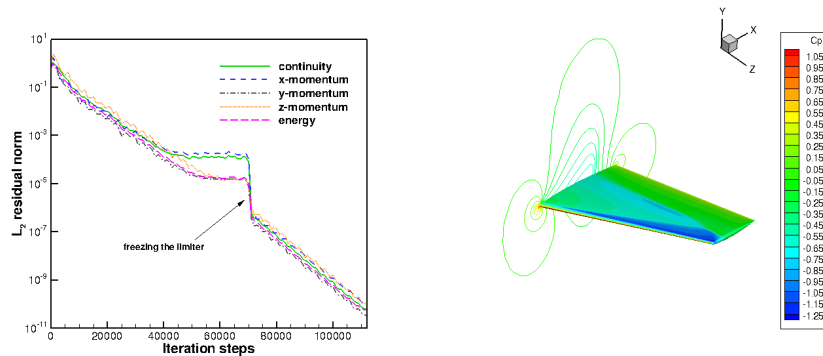 10¹
10⁻¹
10⁻³
10⁻⁵
10⁻⁷
10⁻⁹
10⁻¹¹
L₂ residual norm
continuity
x-momentum
y-momentum
z-momentum
energy
freezing the limiter
0 20000 40000 60000 80000 100000
Iteration steps
Y
X
Z
Cp
1.05
0.95
0.85
0.75
0.65
0.55
0.45
0.35
0.25
0.15
0.05
-0.05
-0.15
-0.25
-0.35
-0.45
-0.55
-0.65
-0.75
-0.85
-0.95
-1.05
-1.15
-1.25